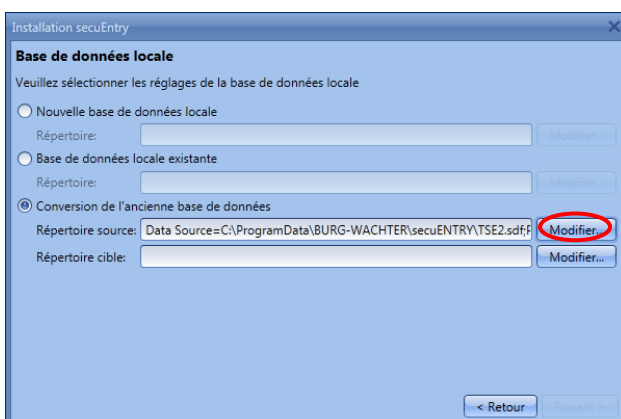 Installation secuEntry
Base de données locale
Veuillez sélectionner les réglages de la base de données locale
Nouvelle base de données locale
Répertoire: Modifier...
Base de données locale existante
Répertoire: Modifier...
Conversion de l'ancienne base de données
Répertoire source: Data Source=C:\ProgramData\BURG-WACHTER\secuENTRY\TSE2.sdf;F Modifier...
Répertoire cible: Modifier...
< Retour Suivant >